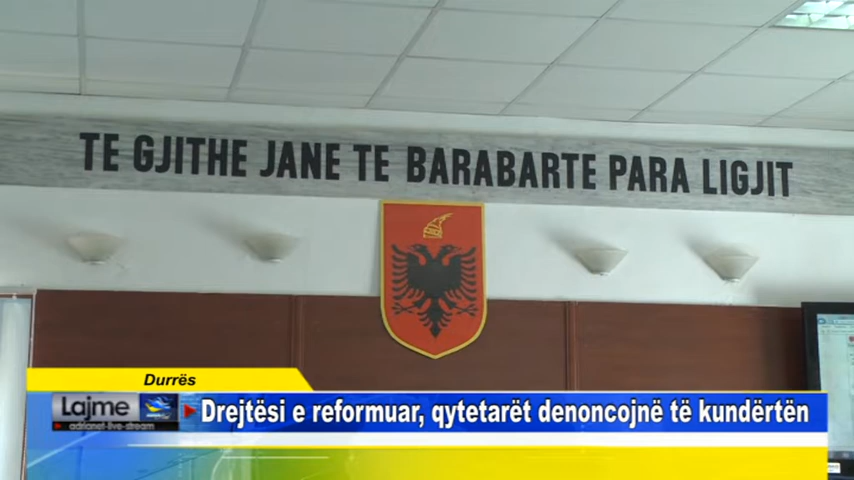 TE GJITHE JANE TE BARABARTE PARA LIGJIT
Durrës
Lajme
adrianet-live-stream
Drejtësi e reformuar, qytetarët denoncojnë të kundërtën